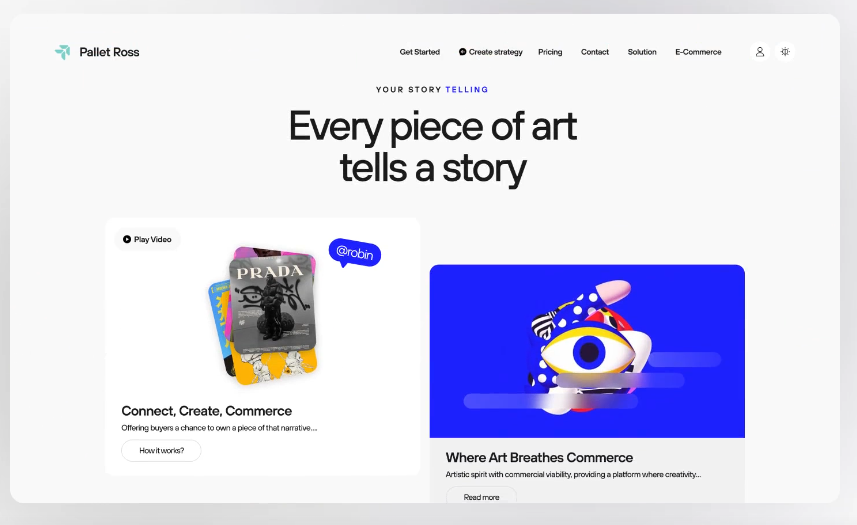 Pallet Ross
Get Started
Create strategy
Pricing
Contact
Solution
E-Commerce
YOUR STORY TELLING
Every piece of art
tells a story
Play Video
@robin
PRADA
Connect, Create, Commerce
Offering buyers a chance to own a piece of that narrative...
How it works?
Where Art Breathes Commerce
Artistic spirit with commercial viability, providing a platform where creativity...
Read more